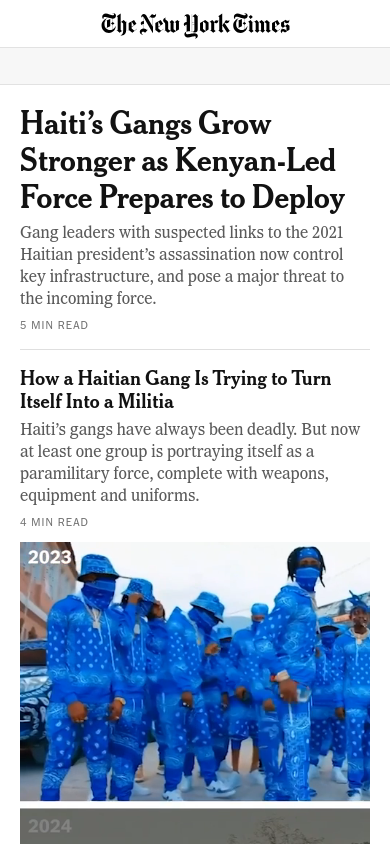 The New York Times
Haiti’s Gangs Grow
Stronger as Kenyan-Led
Force Prepares to Deploy
Gang leaders with suspected links to the 2021
Haitian president’s assassination now control
key infrastructure, and pose a major threat to
the incoming force.
5 MIN READ
How a Haitian Gang Is Trying to Turn
Itself Into a Militia
Haiti’s gangs have always been deadly. But now
at least one group is portraying itself as a
paramilitary force, complete with weapons,
equipment and uniforms.
4 MIN READ
2023
2024